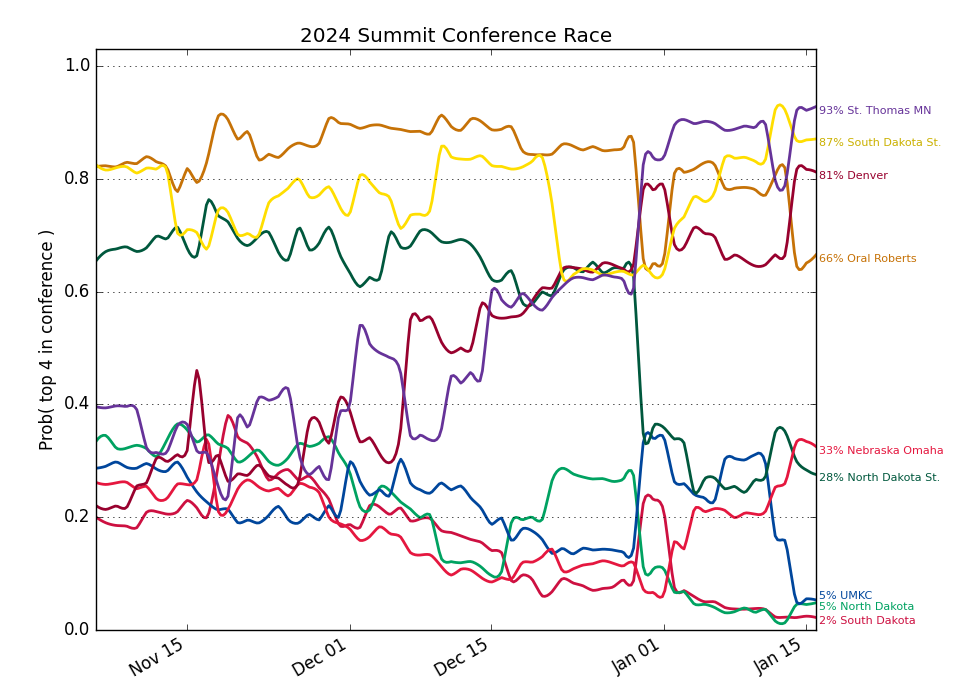 2024 Summit Conference Race
Prob( top 4 in conference )
1.0
0.8
0.6
0.4
0.2
0.0
Nov 15
Dec 01
Dec 15
Jan 01
Jan 15
93% St. Thomas MN
87% South Dakota St.
81% Denver
66% Oral Roberts
33% Nebraska Omaha
28% North Dakota St.
5% UMKC
5% North Dakota
2% South Dakota